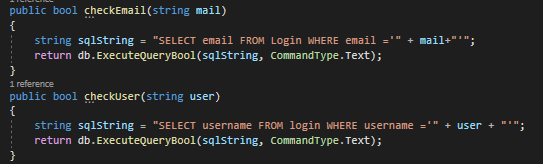 1 reference
public bool checkEmail(string mail)
{
string sqlString = "SELECT email FROM Login WHERE email ='" + mail+"'";
return db.ExecuteQueryBool(sqlString, CommandType.Text);
}
1 reference
public bool checkUser(string user)
{
string sqlString = "SELECT username FROM login WHERE username ='" + user + "'";
return db.ExecuteQueryBool(sqlString, CommandType.Text);
}